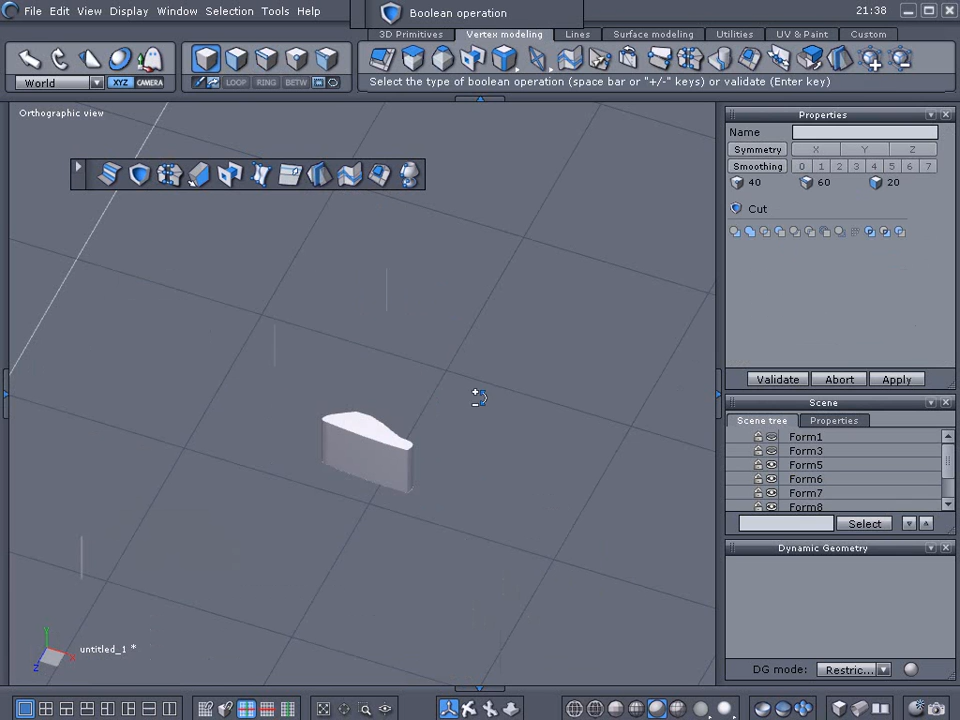 File Edit View Display Window Selection Tools Help
Boolean operation
21:38
3D Primitives Vertex modeling Lines Surface modeling Utilities UV & Paint Custom
World
XYZ CAMERA
LOOP RING BETW
Select the type of boolean operation (space bar or "+/-" keys) or validate (Enter key)
Orthographic view
Properties
Name
Symmetry X Y Z
Smoothing 0 1 2 3 4 5 6 7
40 60 20
Cut
Validate Abort Apply
Scene
Scene tree Properties
Form1
Form3
Form5
Form6
Form7
Form8
Select
Dynamic Geometry
Y
X
Z
untitled_1 *
DG mode: Restric...